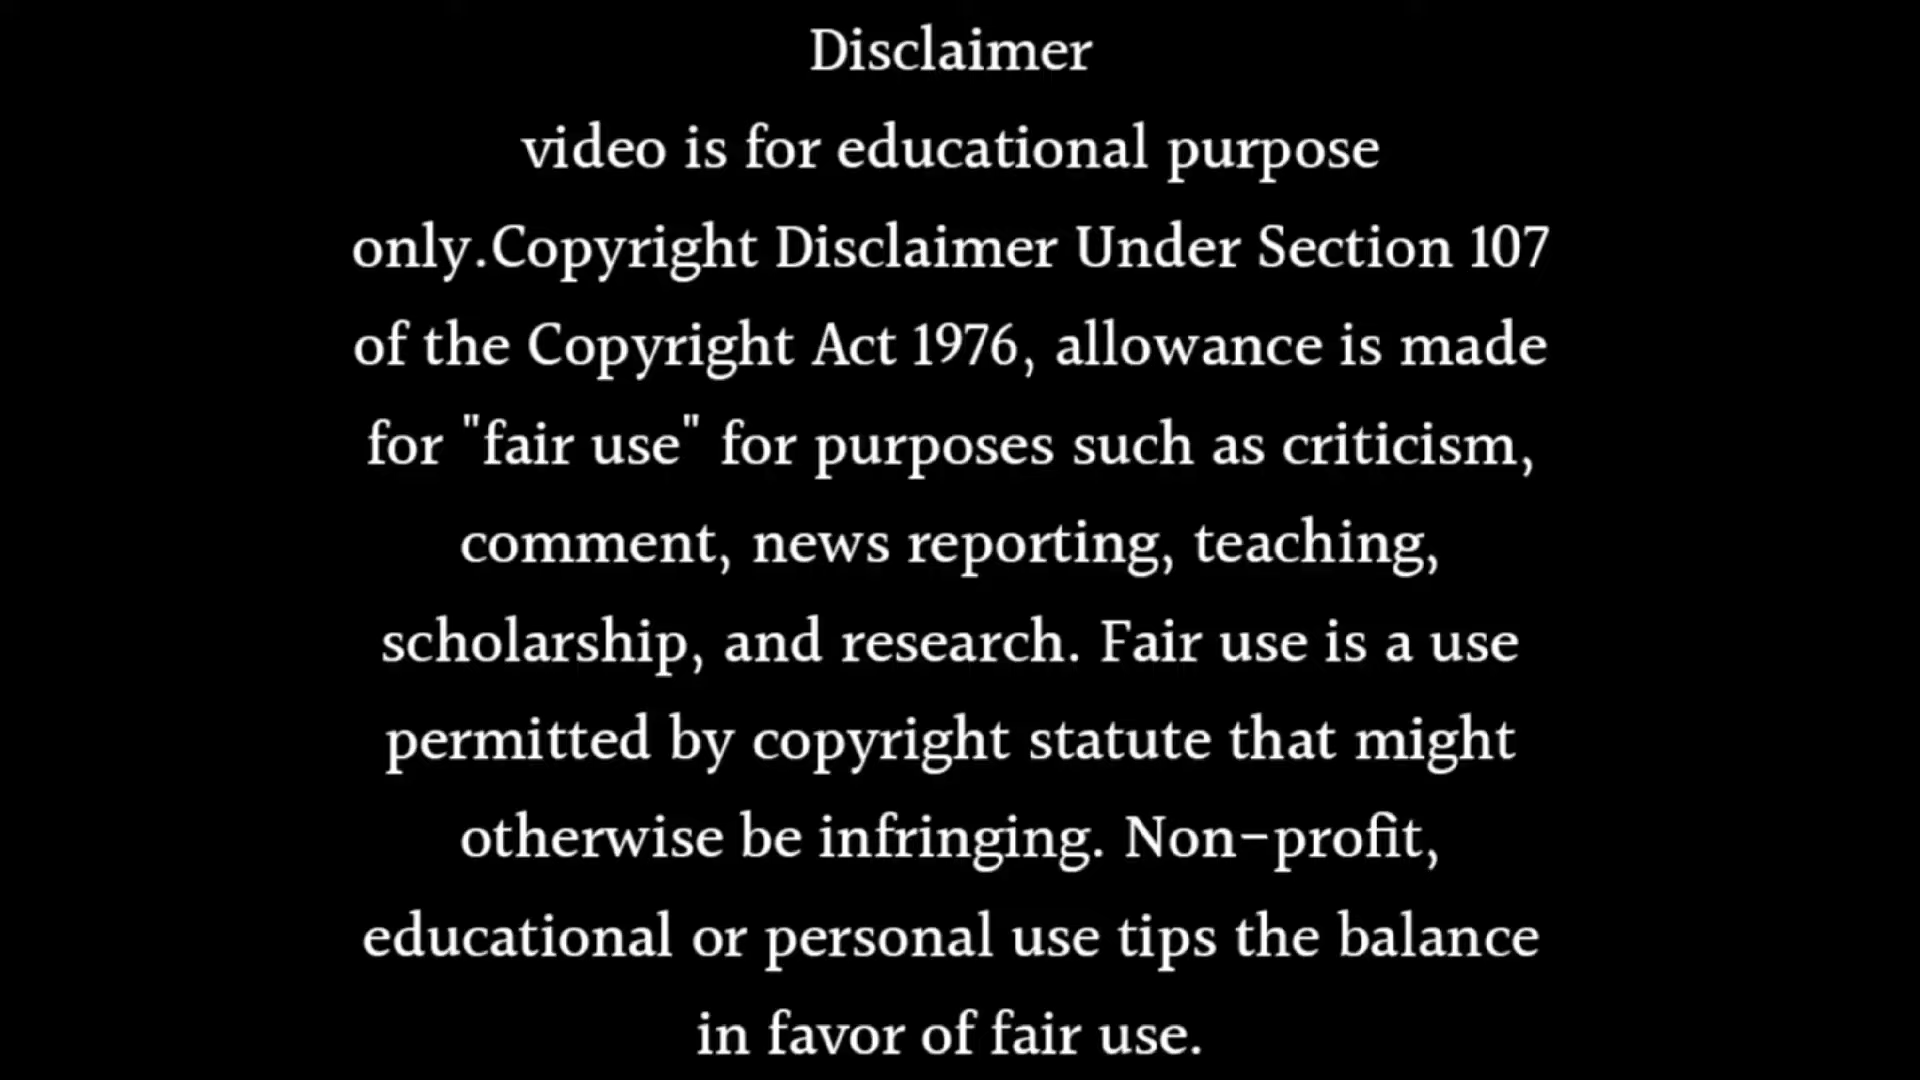 Disclaimer
video is for educational purpose
only.Copyright Disclaimer Under Section 107
of the Copyright Act 1976, allowance is made
for "fair use" for purposes such as criticism,
comment, news reporting, teaching,
scholarship, and research. Fair use is a use
permitted by copyright statute that might
otherwise be infringing. Non-profit,
educational or personal use tips the balance
in favor of fair use.